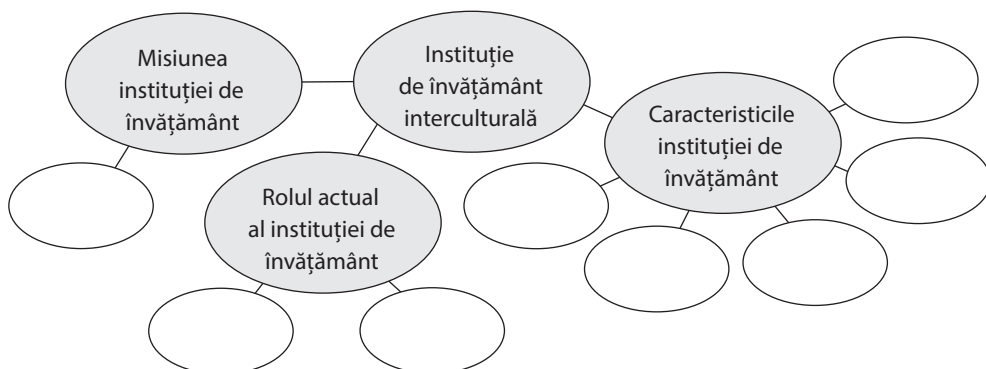 Misiunea
instituției de
învățământ
Instituție
de învățământ
interculturală
Caracteristicile
instituției de
învățământ
Rolul actual
al instituției de
învățământ